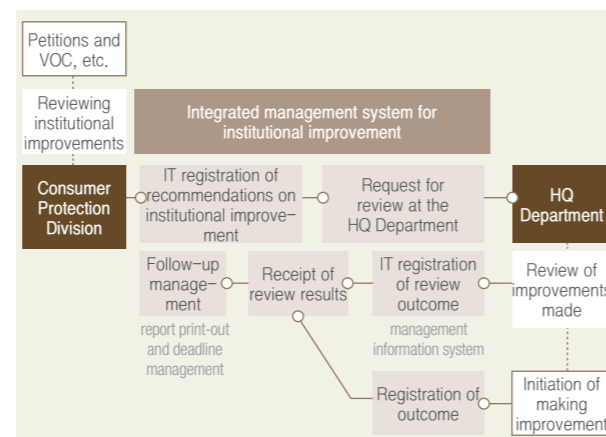 Petitions and
VOC, etc.
Reviewing
institutional
improvements
Integrated management system for
institutional improvement
Consumer
Protection
Division
IT registration of
recommendations on
institutional improve-
ment
Request for
review at the
HQ Department
HQ
Department
Follow-up
manage-
ment
Receipt of
review results
IT registration
of review
outcome
Review of
improvements
made
report print-out
and deadline
management
management
information system
Registration of
outcome
Initiation of
making
improvement